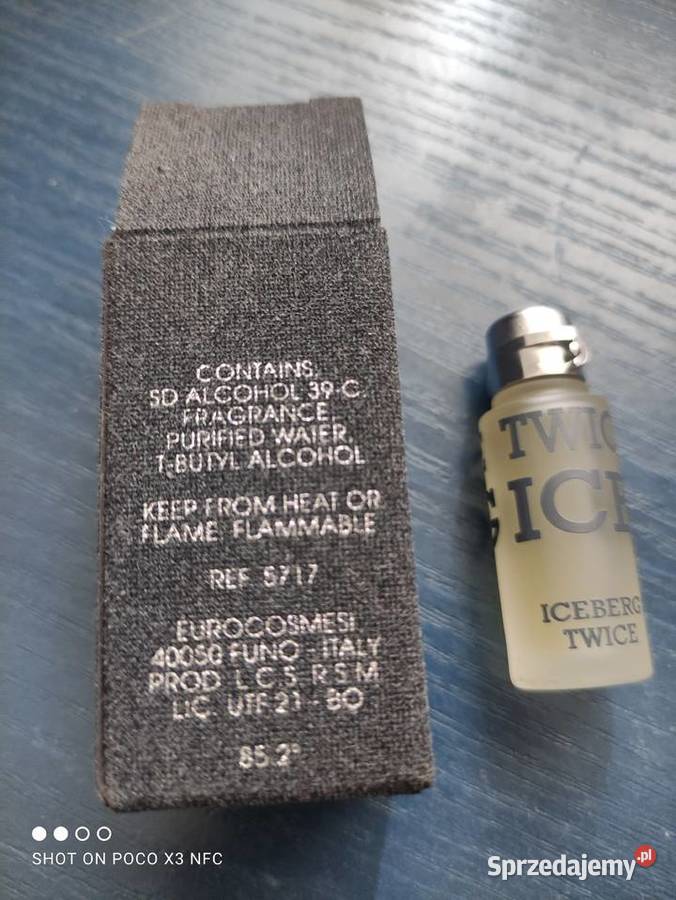 CONTAINS.
SD ALCOHOL 39-C.
FRAGRANCE,
PURIFIED WATER,
T-BUTYL ALCOHOL
KEEP FROM HEAT OR
FLAME FLAMMABLE
REF 5717
EUROCOSMESI
40050 FUNO - ITALY
PROD. L.C.S. R.S.M.
LIC. UTF.21 - BO
85.2°
TWIC
ICE
ICEBERG
TWICE
SHOT ON POCO X3 NFC
Sprzedajemy.pl